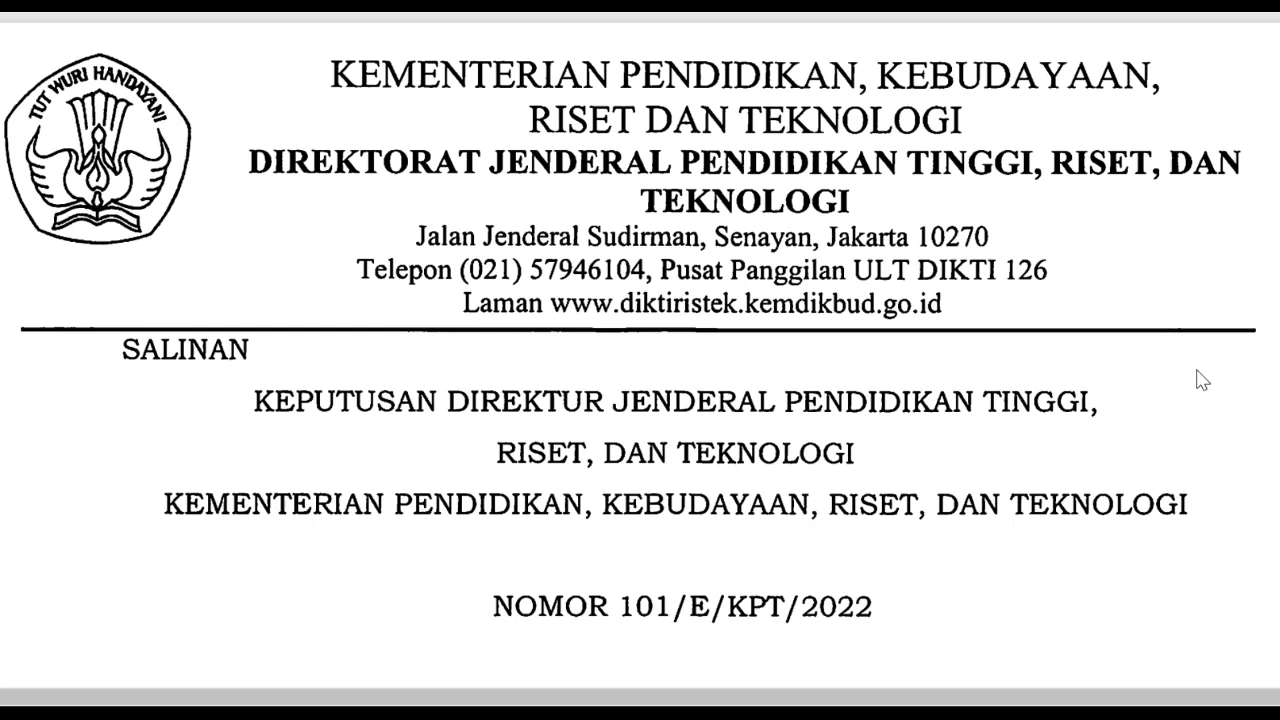 TUT WURI HANDAYANI
KEMENTERIAN PENDIDIKAN, KEBUDAYAAN,
RISET DAN TEKNOLOGI
DIREKTORAT JENDERAL PENDIDIKAN TINGGI, RISET, DAN
TEKNOLOGI
Jalan Jenderal Sudirman, Senayan, Jakarta 10270
Telepon (021) 57946104, Pusat Panggilan ULT DIKTI 126
Laman www.diktiristek.kemdikbud.go.id
SALINAN
KEPUTUSAN DIREKTUR JENDERAL PENDIDIKAN TINGGI,
RISET, DAN TEKNOLOGI
KEMENTERIAN PENDIDIKAN, KEBUDAYAAN, RISET, DAN TEKNOLOGI
NOMOR 101/E/KPT/2022